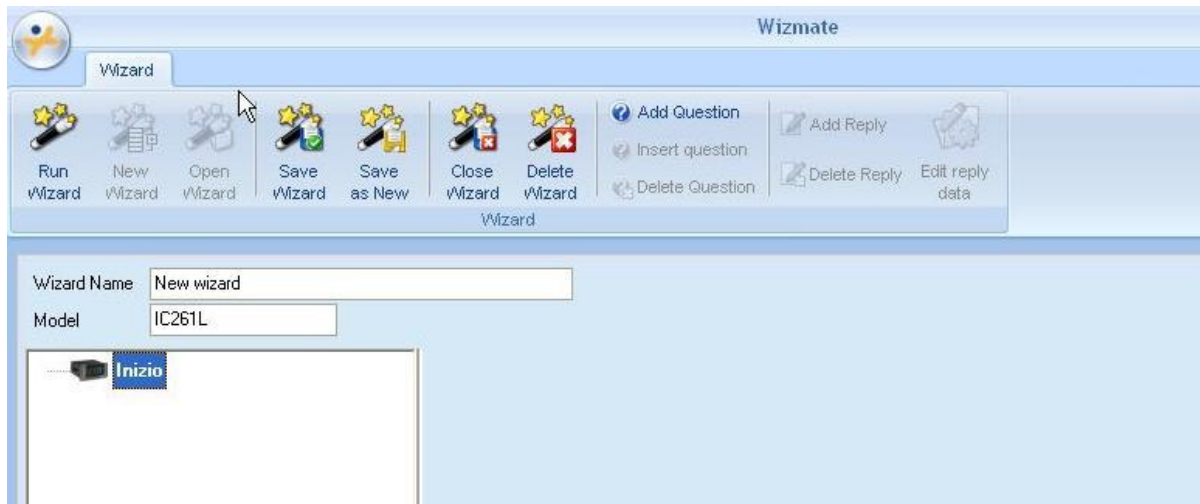 Wizmate
Wizard
Run Wizard
New Wizard
Open Wizard
Save Wizard
Save as New
Close Wizard
Delete Wizard
Add Question
Insert question
Delete Question
Add Reply
Delete Reply
Edit reply data
Wizard
Wizard Name New wizard
Model IC261L
Inizio